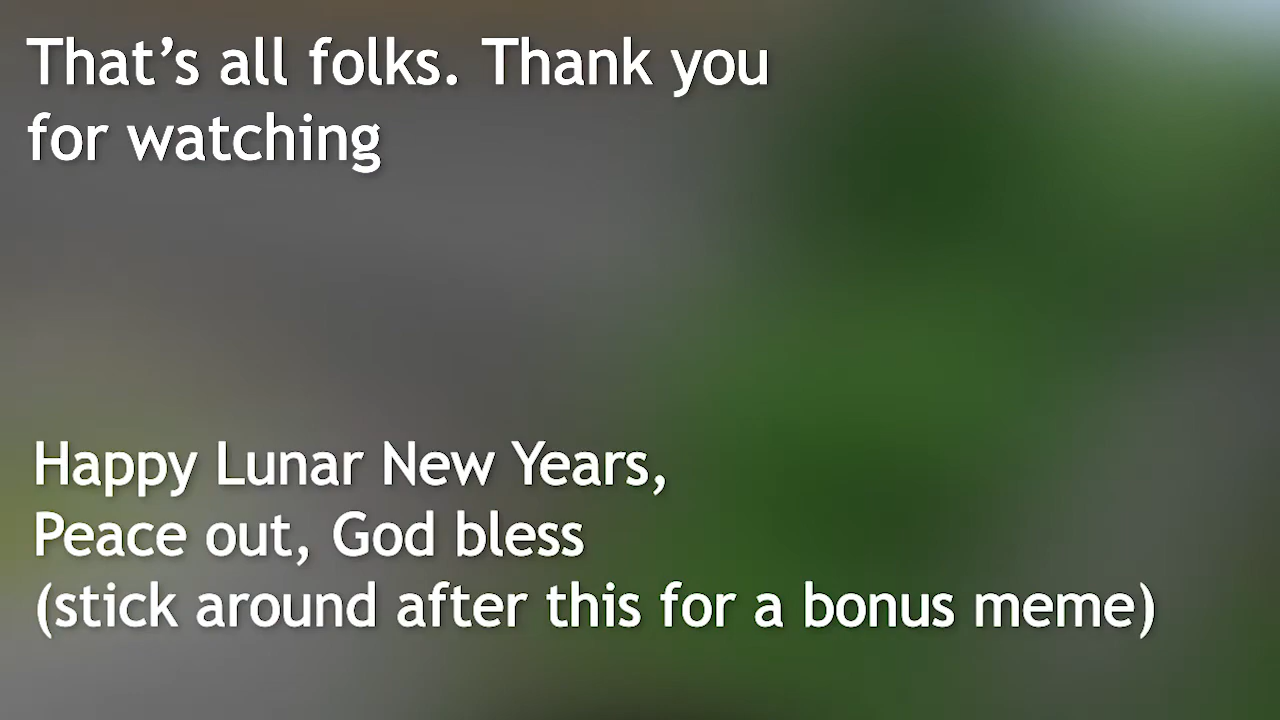 That’s all folks. Thank you
for watching
Happy Lunar New Years,
Peace out, God bless
(stick around after this for a bonus meme)